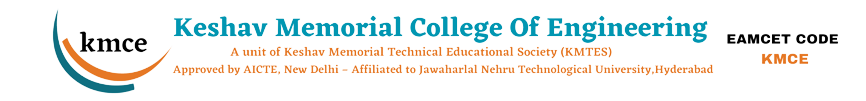 kmce
Keshav Memorial College Of Engineering
A unit of Keshav Memorial Technical Educational Society (KMTES)
Approved by AICTE, New Delhi – Affiliated to Jawaharlal Nehru Technological University,Hyderabad
EAMCET CODE
KMCE